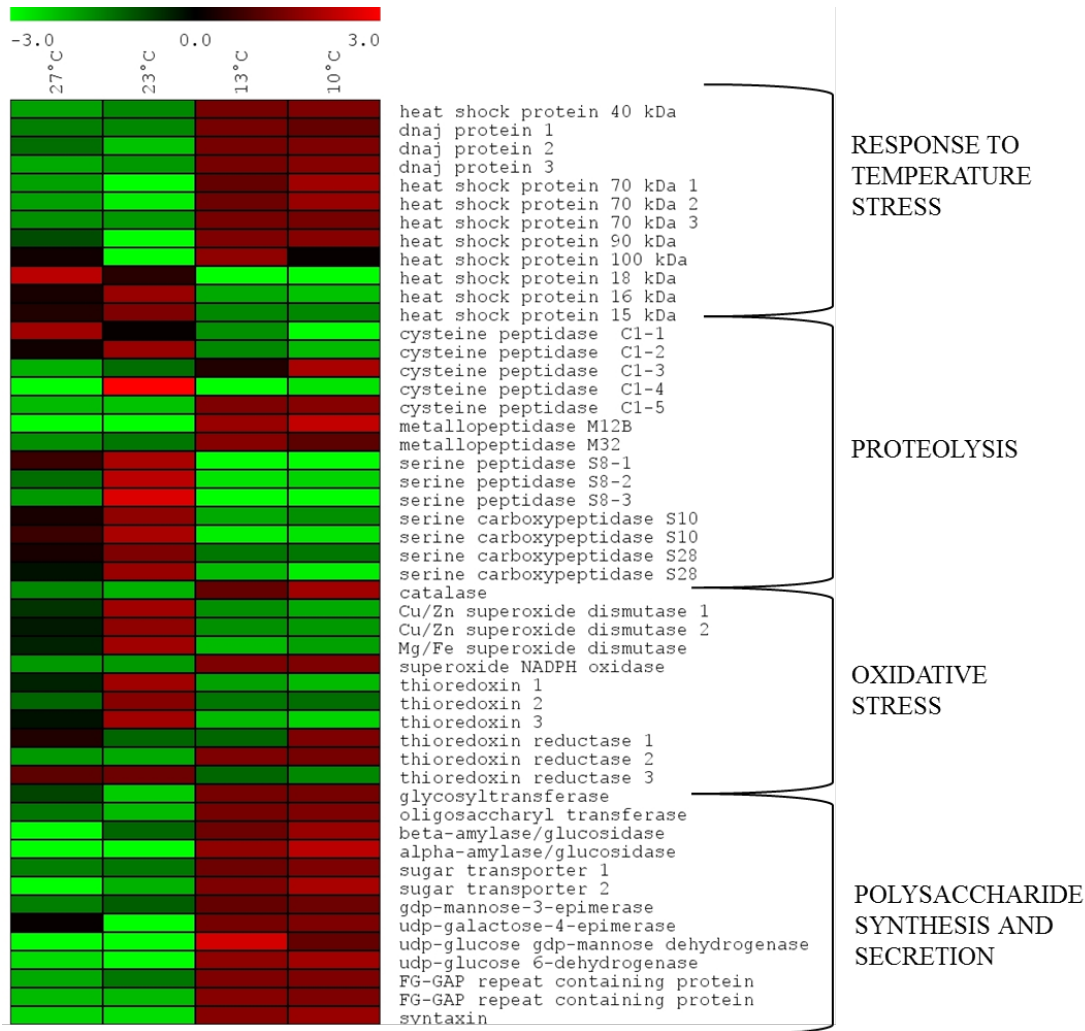 -3.0 0.0 3.0
27°C 23°C 13°C 10°C
heat shock protein 40 kDa
dnaj protein 1
dnaj protein 2
dnaj protein 3
heat shock protein 70 kDa 1
heat shock protein 70 kDa 2
heat shock protein 70 kDa 3
heat shock protein 90 kDa
heat shock protein 100 kDa
heat shock protein 18 kDa
heat shock protein 16 kDa
heat shock protein 15 kDa
RESPONSE TO
TEMPERATURE
STRESS
cysteine peptidase C1-1
cysteine peptidase C1-2
cysteine peptidase C1-3
cysteine peptidase C1-4
cysteine peptidase C1-5
metallopeptidase M12B
metallopeptidase M32
serine peptidase S8-1
serine peptidase S8-2
serine peptidase S8-3
serine carboxypeptidase S10
serine carboxypeptidase S10
serine carboxypeptidase S28
serine carboxypeptidase S28
PROTEOLYSIS
catalase
Cu/Zn superoxide dismutase 1
Cu/Zn superoxide dismutase 2
Mg/Fe superoxide dismutase
superoxide NADPH oxidase
thioredoxin 1
thioredoxin 2
thioredoxin 3
thioredoxin reductase 1
thioredoxin reductase 2
thioredoxin reductase 3
OXIDATIVE
STRESS
glycosyltransferase
oligosaccharyl transferase
beta-amylase/glucosidase
alpha-amylase/glucosidase
sugar transporter 1
sugar transporter 2
gdp-mannose-3-epimerase
udp-galactose-4-epimerase
udp-glucose gdp-mannose dehydrogenase
udp-glucose 6-dehydrogenase
FG-GAP repeat containing protein
FG-GAP repeat containing protein
syntaxin
POLYSACCHARIDE
SYNTHESIS AND
SECRETION